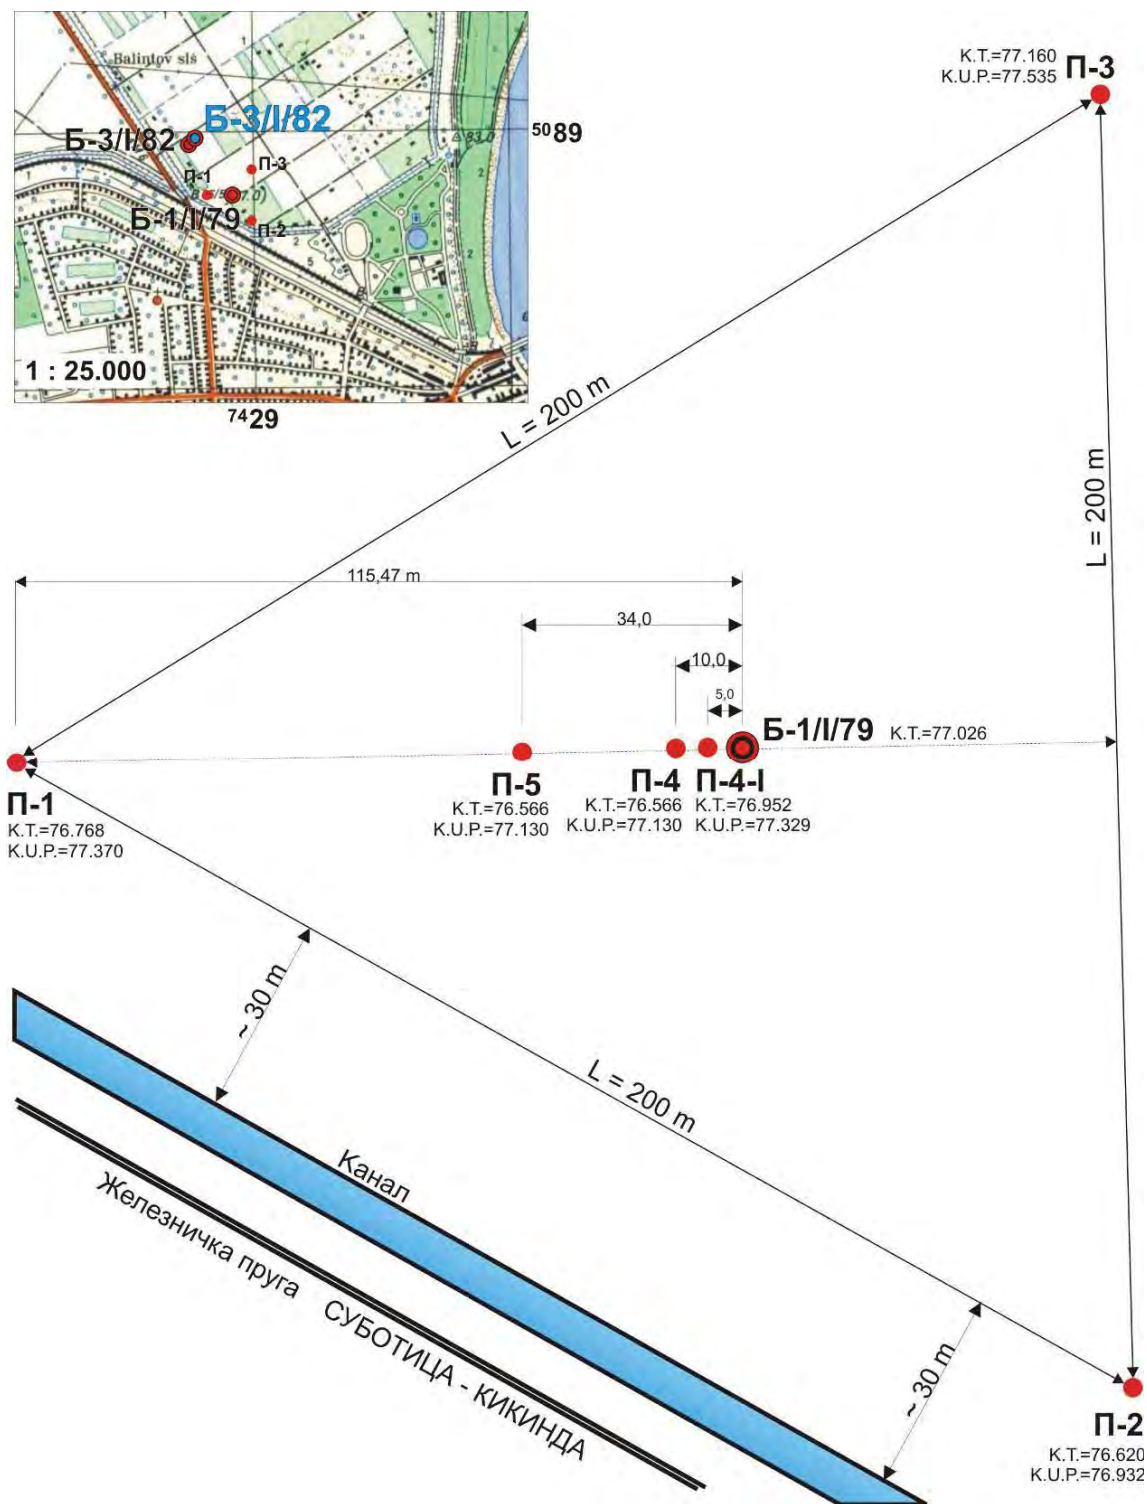 Balintov slš
Б-3/I/82
Б-3/I/82
5089
83.0
П-3
П-1
Б-1/I/79
П-2
1 : 25.000
7429
K.T.=77.160
K.U.P.=77.535
П-3
L = 200 m
L = 200 m
115,47 m
34,0
10,0
5,0
Б-1/I/79 K.T.=77.026
П-1
K.T.=76.768
K.U.P.=77.370
П-5
K.T.=76.566
K.U.P.=77.130
П-4
K.T.=76.566
K.U.P.=77.130
П-4-I
K.T.=76.952
K.U.P.=77.329
~ 30 m
L = 200 m
Канал
Железничка пруга СУБОТИЦА - КИКИНДА
~ 30 m
П-2
K.T.=76.620
K.U.P.=76.932